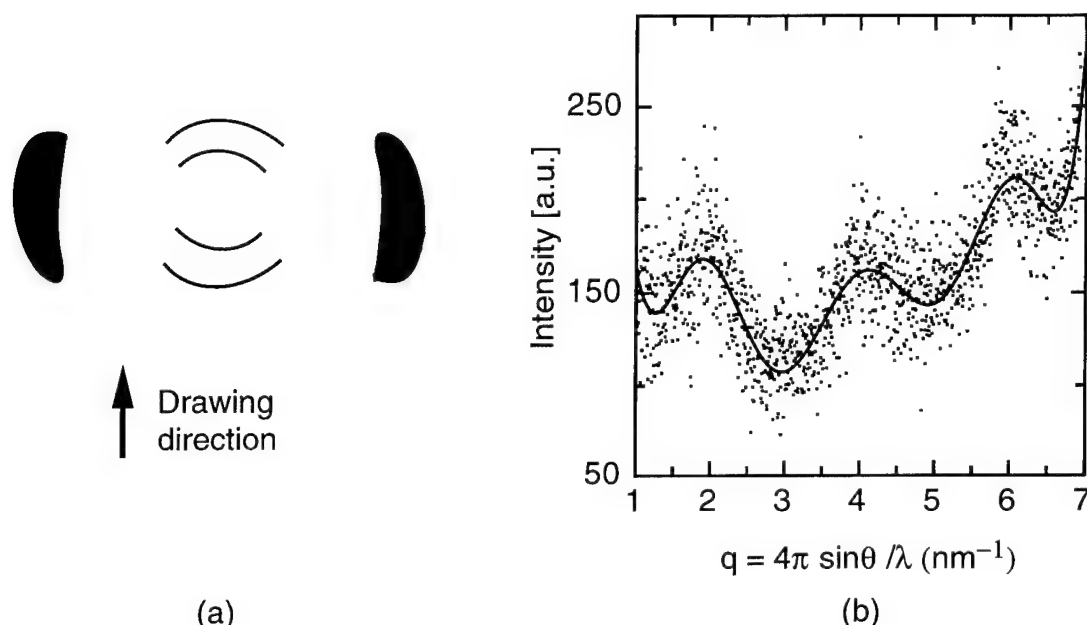 Drawing
direction
(a)
Intensity [a.u.]
250
150
50
1 2 3 4 5 6 7
q = 4π sinθ /λ (nm⁻¹)
(b)